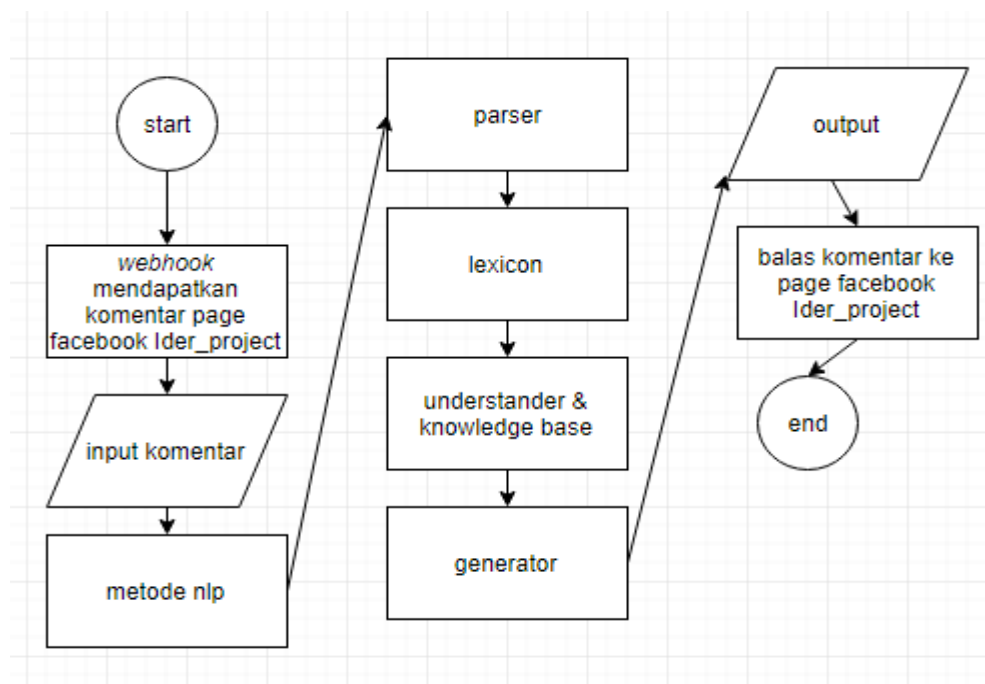 start
webhook
mendapatkan
komentar page
facebook Ider_project
input komentar
metode nlp
parser
lexicon
understander &
knowledge base
generator
output
balas komentar ke
page facebook
Ider_project
end